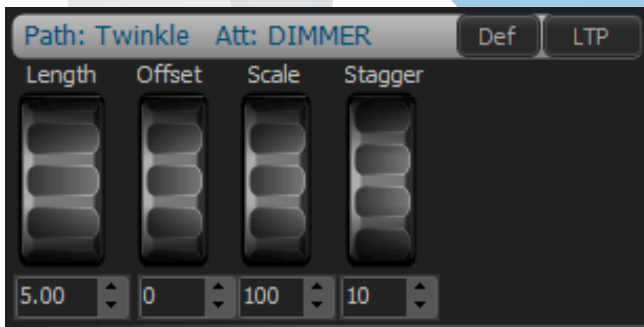 Path: Twinkle Att: DIMMER Def LTP
Length Offset Scale Stagger
5.00 0 100 10